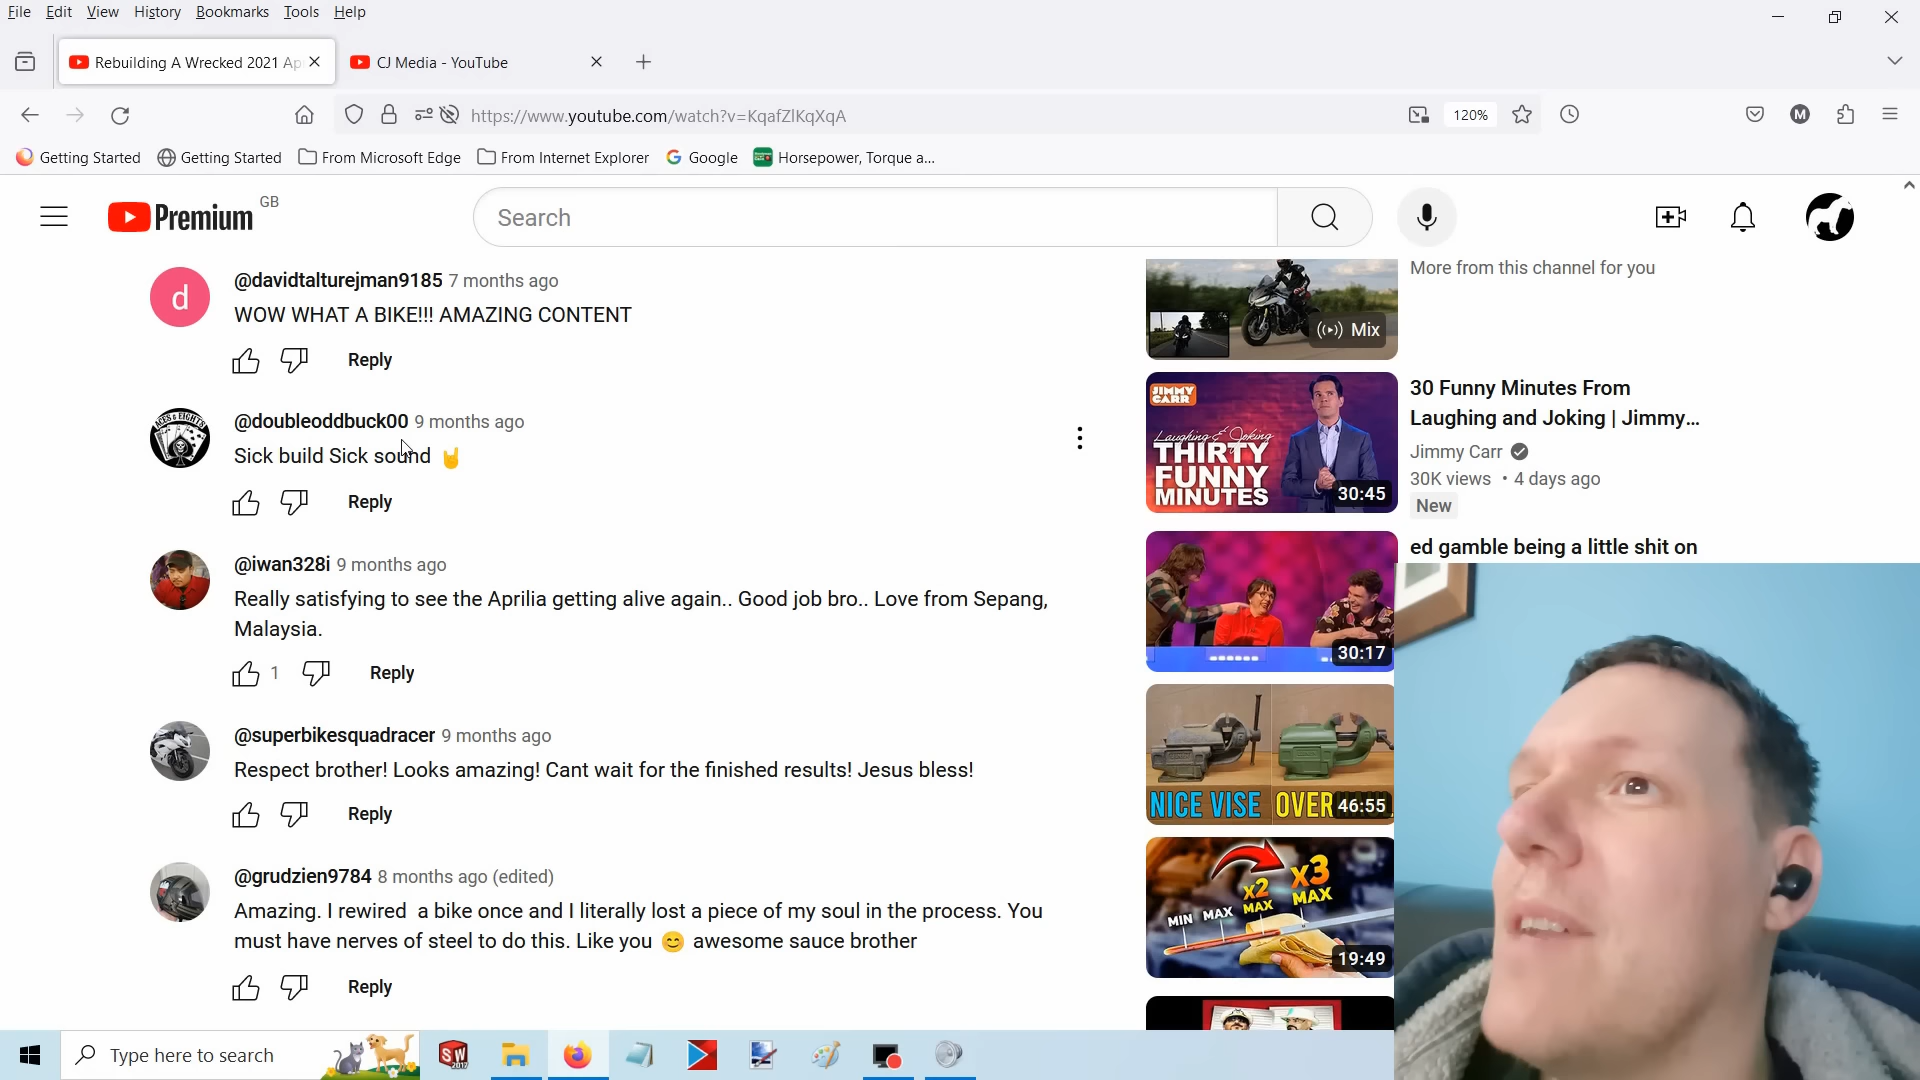 File Edit View History Bookmarks Tools Help
Rebuilding A Wrecked 2021 Ap
CJ Media - YouTube
https://www.youtube.com/watch?v=KqafZlKqXqA
120%
M
Getting Started
Getting Started
From Microsoft Edge
From Internet Explorer
Google
Horsepower, Torque a...
Premium GB
Search
d
@davidtalturejman9185 7 months ago
WOW WHAT A BIKE!!! AMAZING CONTENT
Reply
ACES & EIGHTS
@doubleoddbuck00 9 months ago
Sick build Sick sound 🤘
Reply
@iwan328i 9 months ago
Really satisfying to see the Aprilia getting alive again.. Good job bro.. Love from Sepang,
Malaysia.
1
Reply
@superbikesquadracer 9 months ago
Respect brother! Looks amazing! Cant wait for the finished results! Jesus bless!
Reply
@grudzien9784 8 months ago (edited)
Amazing. I rewired a bike once and I literally lost a piece of my soul in the process. You
must have nerves of steel to do this. Like you 😊 awesome sauce brother
Reply
More from this channel for you
Mix
JIMMY
CARR
Laughing & Joking
THIRTY
FUNNY
MINUTES
30:45
30 Funny Minutes From
Laughing and Joking | Jimmy...
Jimmy Carr
30K views • 4 days ago
New
30:17
ed gamble being a little shit on
NICE VISE
OVER
46:55
MIN MAX x2 MAX x3 MAX
19:49
Type here to search
SW
2017